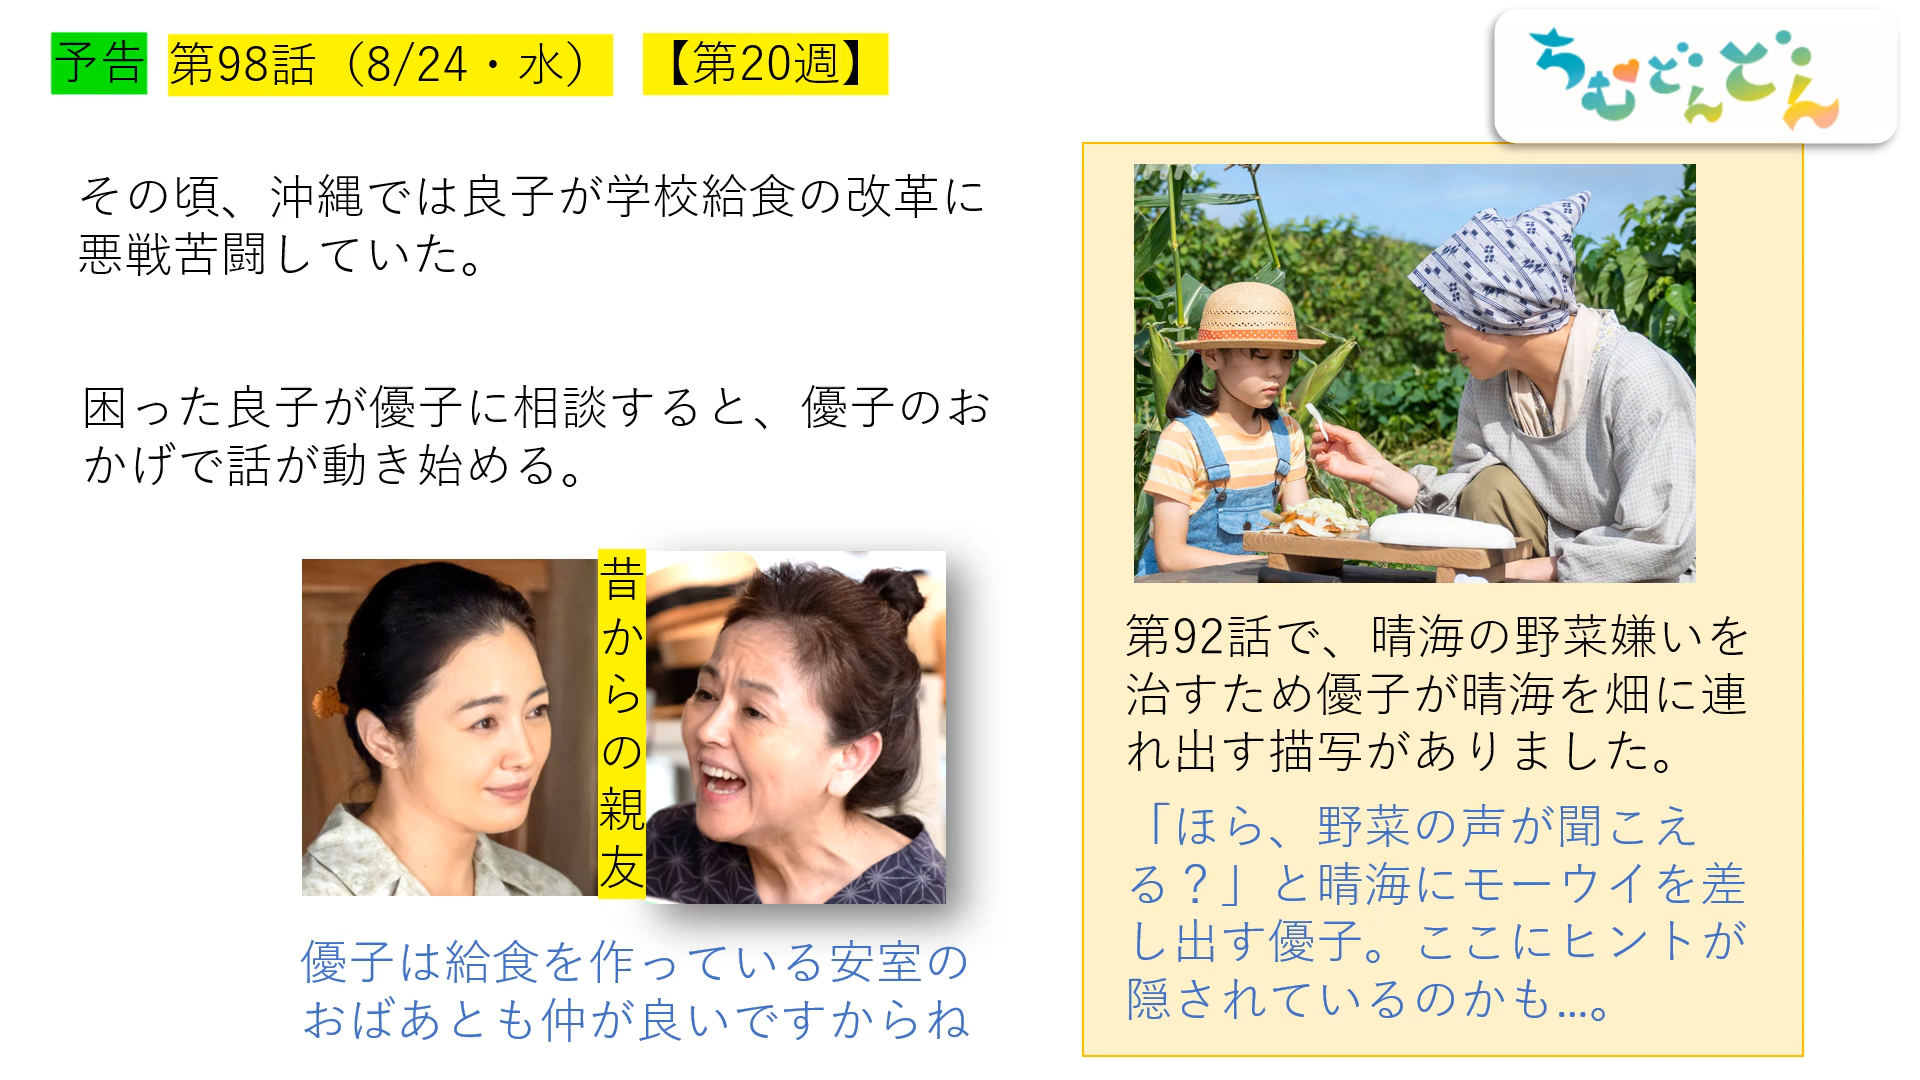 予告 第98話（8/24・水） 【第20週】
ちむどんどん
その頃、沖縄では良子が学校給食の改革に
悪戦苦闘していた。
困った良子が優子に相談すると、優子のお
かげで話が動き始める。
昔からの親友
優子は給食を作っている安室の
おばあとも仲が良いですからね
第92話で、晴海の野菜嫌いを
治すため優子が晴海を畑に連
れ出す描写がありました。
「ほら、野菜の声が聞こえ
る？」と晴海にモーウイを差
し出す優子。ここにヒントが
隠されているのかも…。